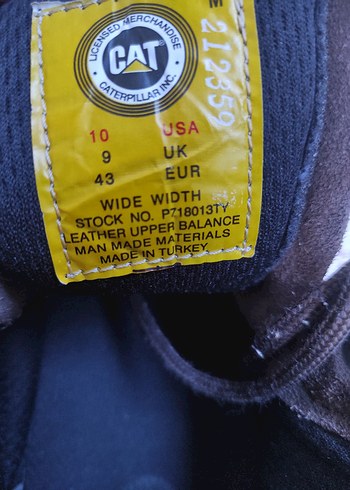 LICENSED MERCHANDISE
CAT
CATERPILLAR INC.
M
212359
10 USA
9 UK
43 EUR
WIDE WIDTH
STOCK NO. P718013TY
LEATHER UPPER BALANCE
MAN MADE MATERIALS
MADE IN TURKEY